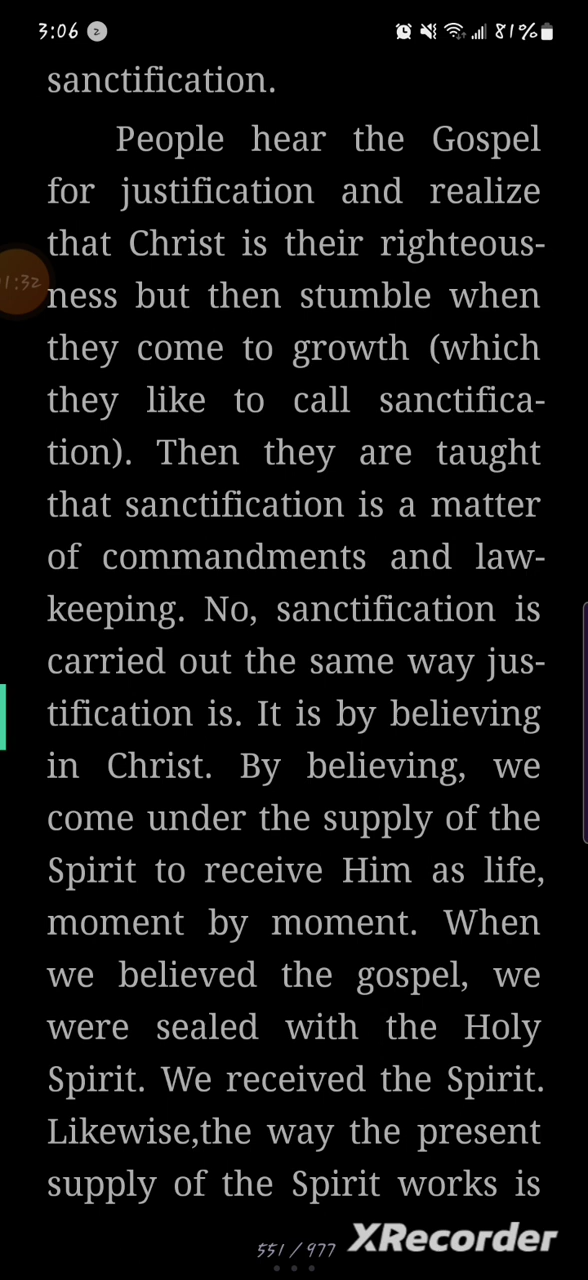 3:06 2 81%
sanctification.
People hear the Gospel
for justification and realize
that Christ is their righteous-
1:32
ness but then stumble when
they come to growth (which
they like to call sanctifica-
tion). Then they are taught
that sanctification is a matter
of commandments and law-
keeping. No, sanctification is
carried out the same way jus-
tification is. It is by believing
in Christ. By believing, we
come under the supply of the
Spirit to receive Him as life,
moment by moment. When
we believed the gospel, we
were sealed with the Holy
Spirit. We received the Spirit.
Likewise,the way the present
supply of the Spirit works is
551 / 977 XRecorder